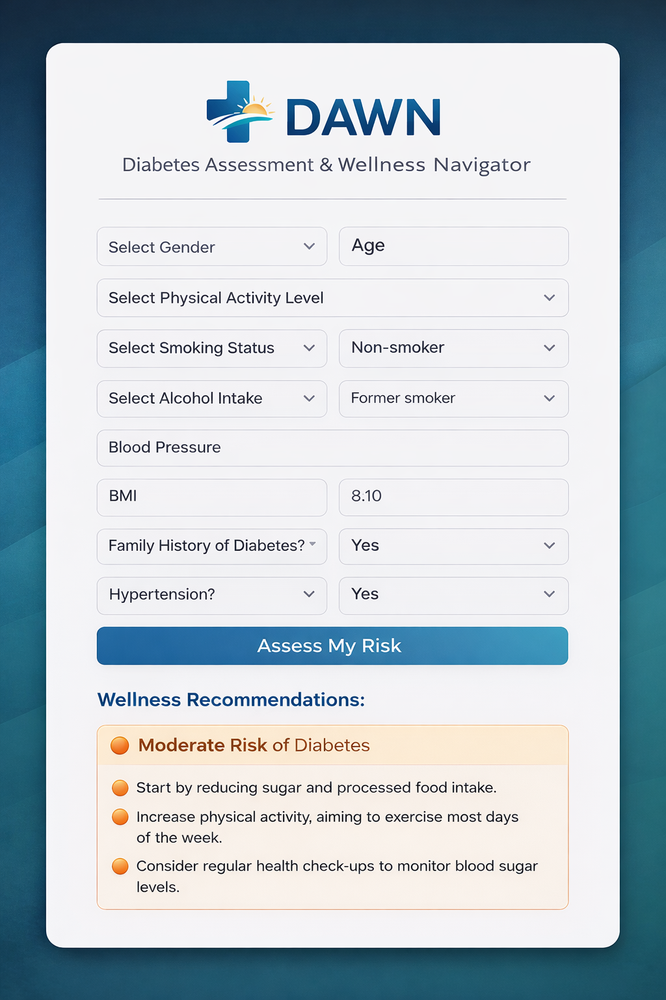 DAWN
Diabetes Assessment & Wellness Navigator
Select Gender
Age
Select Physical Activity Level
Select Smoking Status
Non-smoker
Select Alcohol Intake
Former smoker
Blood Pressure
BMI
8.10
Family History of Diabetes?
Yes
Hypertension?
Yes
Assess My Risk
Wellness Recommendations:
Moderate Risk of Diabetes
Start by reducing sugar and processed food intake.
Increase physical activity, aiming to exercise most days
of the week.
Consider regular health check-ups to monitor blood sugar
levels.